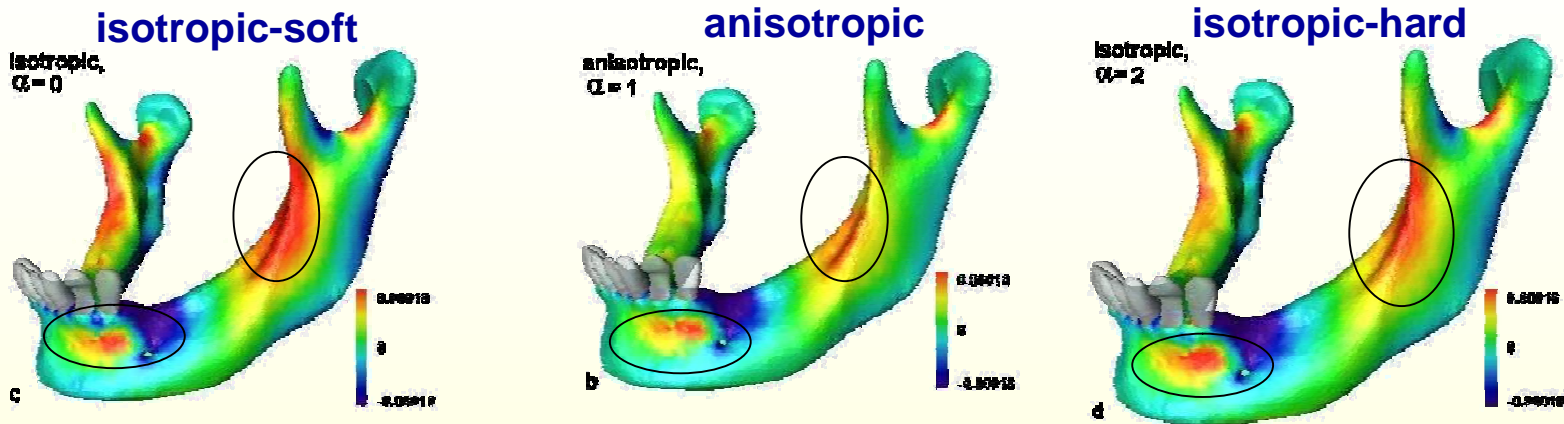 isotropic-soft
isotropic,
α = 0
0
c
anisotropic
anisotropic,
α = 1
0
b
isotropic-hard
isotropic,
α = 2
0
d